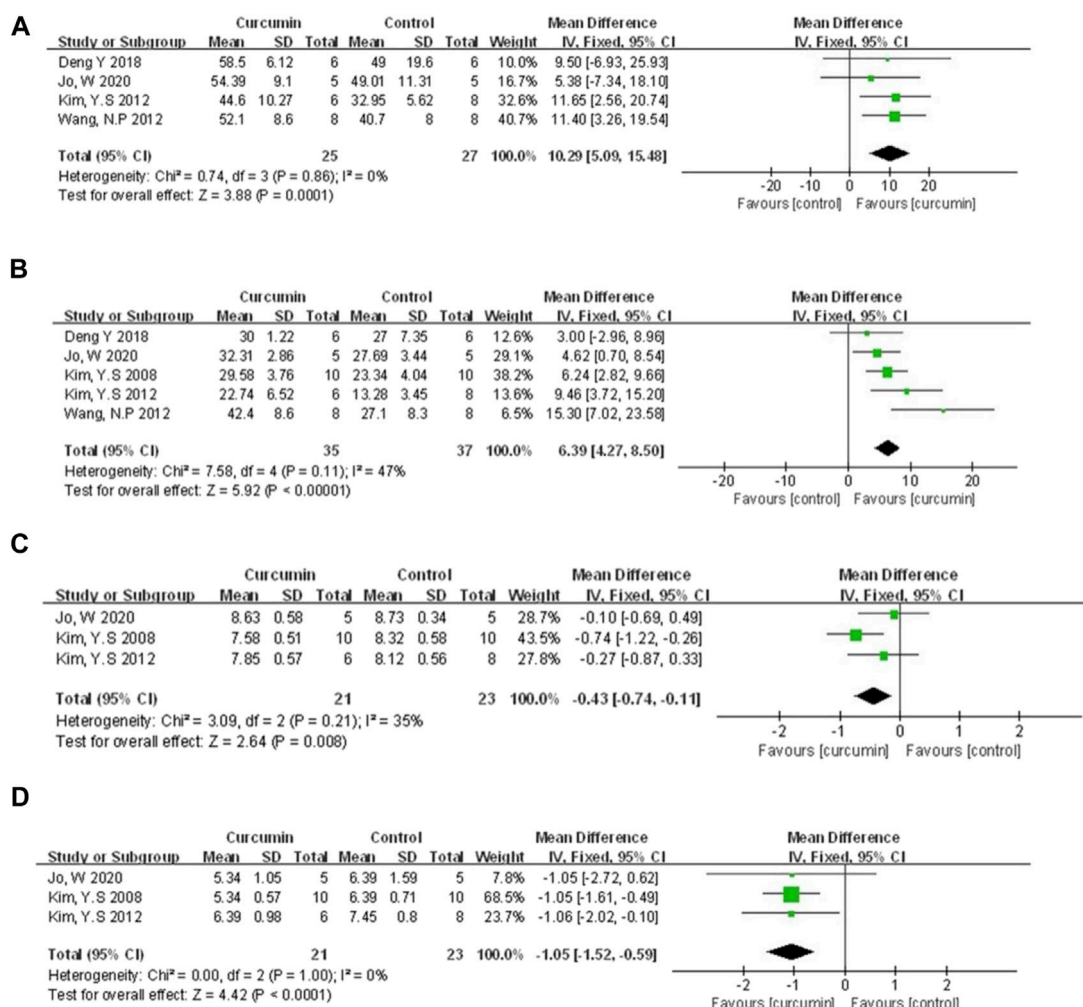 A
Curcumin Control Mean Difference Mean Difference
Study or Subgroup Mean SD Total Mean SD Total Weight IV, Fixed, 95% CI IV, Fixed, 95% CI
Deng Y 2018 58.5 6.12 6 49 19.6 6 10.0% 9.50 [-6.93, 25.93]
Jo, W 2020 54.39 9.1 5 49.01 11.31 5 16.7% 5.38 [-7.34, 18.10]
Kim, Y.S 2012 44.6 10.27 6 32.95 5.62 8 32.6% 11.65 [2.56, 20.74]
Wang, N.P 2012 52.1 8.6 8 40.7 8 8 40.7% 11.40 [3.26, 19.54]
Total (95% CI) 25 27 100.0% 10.29 [5.09, 15.48]
Heterogeneity: Chi² = 0.74, df = 3 (P = 0.86); I² = 0%
Test for overall effect: Z = 3.88 (P = 0.0001)
-20 -10 0 10 20
Favours [control] Favours [curcumin]
B
Curcumin Control Mean Difference Mean Difference
Study or Subgroup Mean SD Total Mean SD Total Weight IV, Fixed, 95% CI IV, Fixed, 95% CI
Deng Y 2018 30 1.22 6 27 7.35 6 12.6% 3.00 [-2.96, 8.96]
Jo, W 2020 32.31 2.86 5 27.69 3.44 5 29.1% 4.62 [0.70, 8.54]
Kim, Y.S 2008 29.58 3.76 10 23.34 4.04 10 38.2% 6.24 [2.82, 9.66]
Kim, Y.S 2012 22.74 6.52 6 13.28 3.45 8 13.6% 9.46 [3.72, 15.20]
Wang, N.P 2012 42.4 8.6 8 27.1 8.3 8 6.5% 15.30 [7.02, 23.58]
Total (95% CI) 35 37 100.0% 6.39 [4.27, 8.50]
Heterogeneity: Chi² = 7.58, df = 4 (P = 0.11); I² = 47%
Test for overall effect: Z = 5.92 (P < 0.00001)
-20 -10 0 10 20
Favours [control] Favours [curcumin]
C
Curcumin Control Mean Difference Mean Difference
Study or Subgroup Mean SD Total Mean SD Total Weight IV, Fixed, 95% CI IV, Fixed, 95% CI
Jo, W 2020 8.63 0.58 5 8.73 0.34 5 28.7% -0.10 [-0.69, 0.49]
Kim, Y.S 2008 7.58 0.51 10 8.32 0.58 10 43.5% -0.74 [-1.22, -0.26]
Kim, Y.S 2012 7.85 0.57 6 8.12 0.56 8 27.8% -0.27 [-0.87, 0.33]
Total (95% CI) 21 23 100.0% -0.43 [-0.74, -0.11]
Heterogeneity: Chi² = 3.09, df = 2 (P = 0.21); I² = 35%
Test for overall effect: Z = 2.64 (P = 0.008)
-2 -1 0 1 2
Favours [curcumin] Favours [control]
D
Curcumin Control Mean Difference Mean Difference
Study or Subgroup Mean SD Total Mean SD Total Weight IV, Fixed, 95% CI IV, Fixed, 95% CI
Jo, W 2020 5.34 1.05 5 6.39 1.59 5 7.8% -1.05 [-2.72, 0.62]
Kim, Y.S 2008 5.34 0.57 10 6.39 0.71 10 68.5% -1.05 [-1.61, -0.49]
Kim, Y.S 2012 6.39 0.98 6 7.45 0.8 8 23.7% -1.06 [-2.02, -0.10]
Total (95% CI) 21 23 100.0% -1.05 [-1.52, -0.59]
Heterogeneity: Chi² = 0.00, df = 2 (P = 1.00); I² = 0%
Test for overall effect: Z = 4.42 (P < 0.0001)
-2 -1 0 1 2
Favours [curcumin] Favours [control]